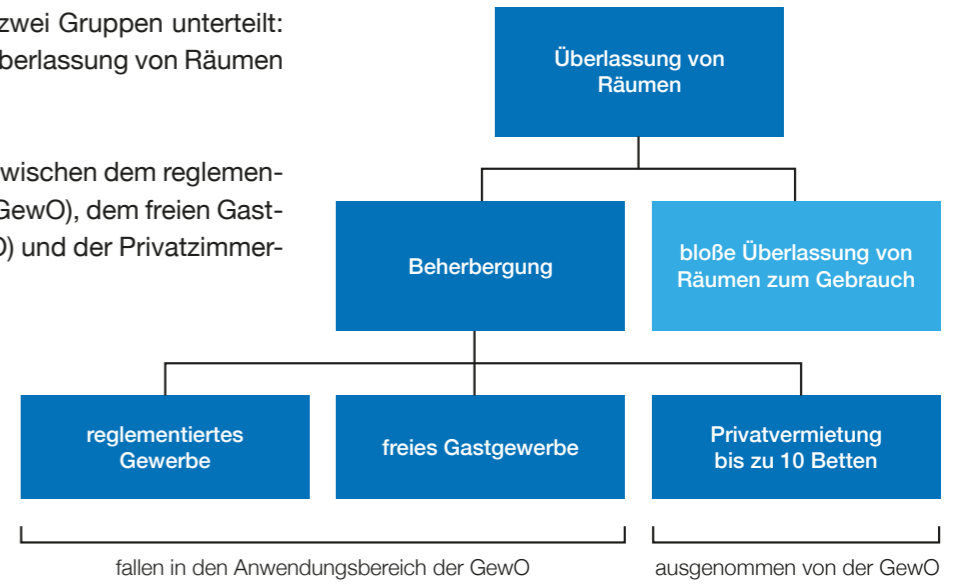 zwei Gruppen unterteilt:
berlassung von Räumen
wischen dem reglemen-
GewO), dem freien Gast-
O) und der Privatzimmer-
Überlassung von
Räumen
Beherbergung
bloße Überlassung von
Räumen zum Gebrauch
reglementiertes
Gewerbe
freies Gastgewerbe
Privatvermietung
bis zu 10 Betten
fallen in den Anwendungsbereich der GewO
ausgenommen von der GewO